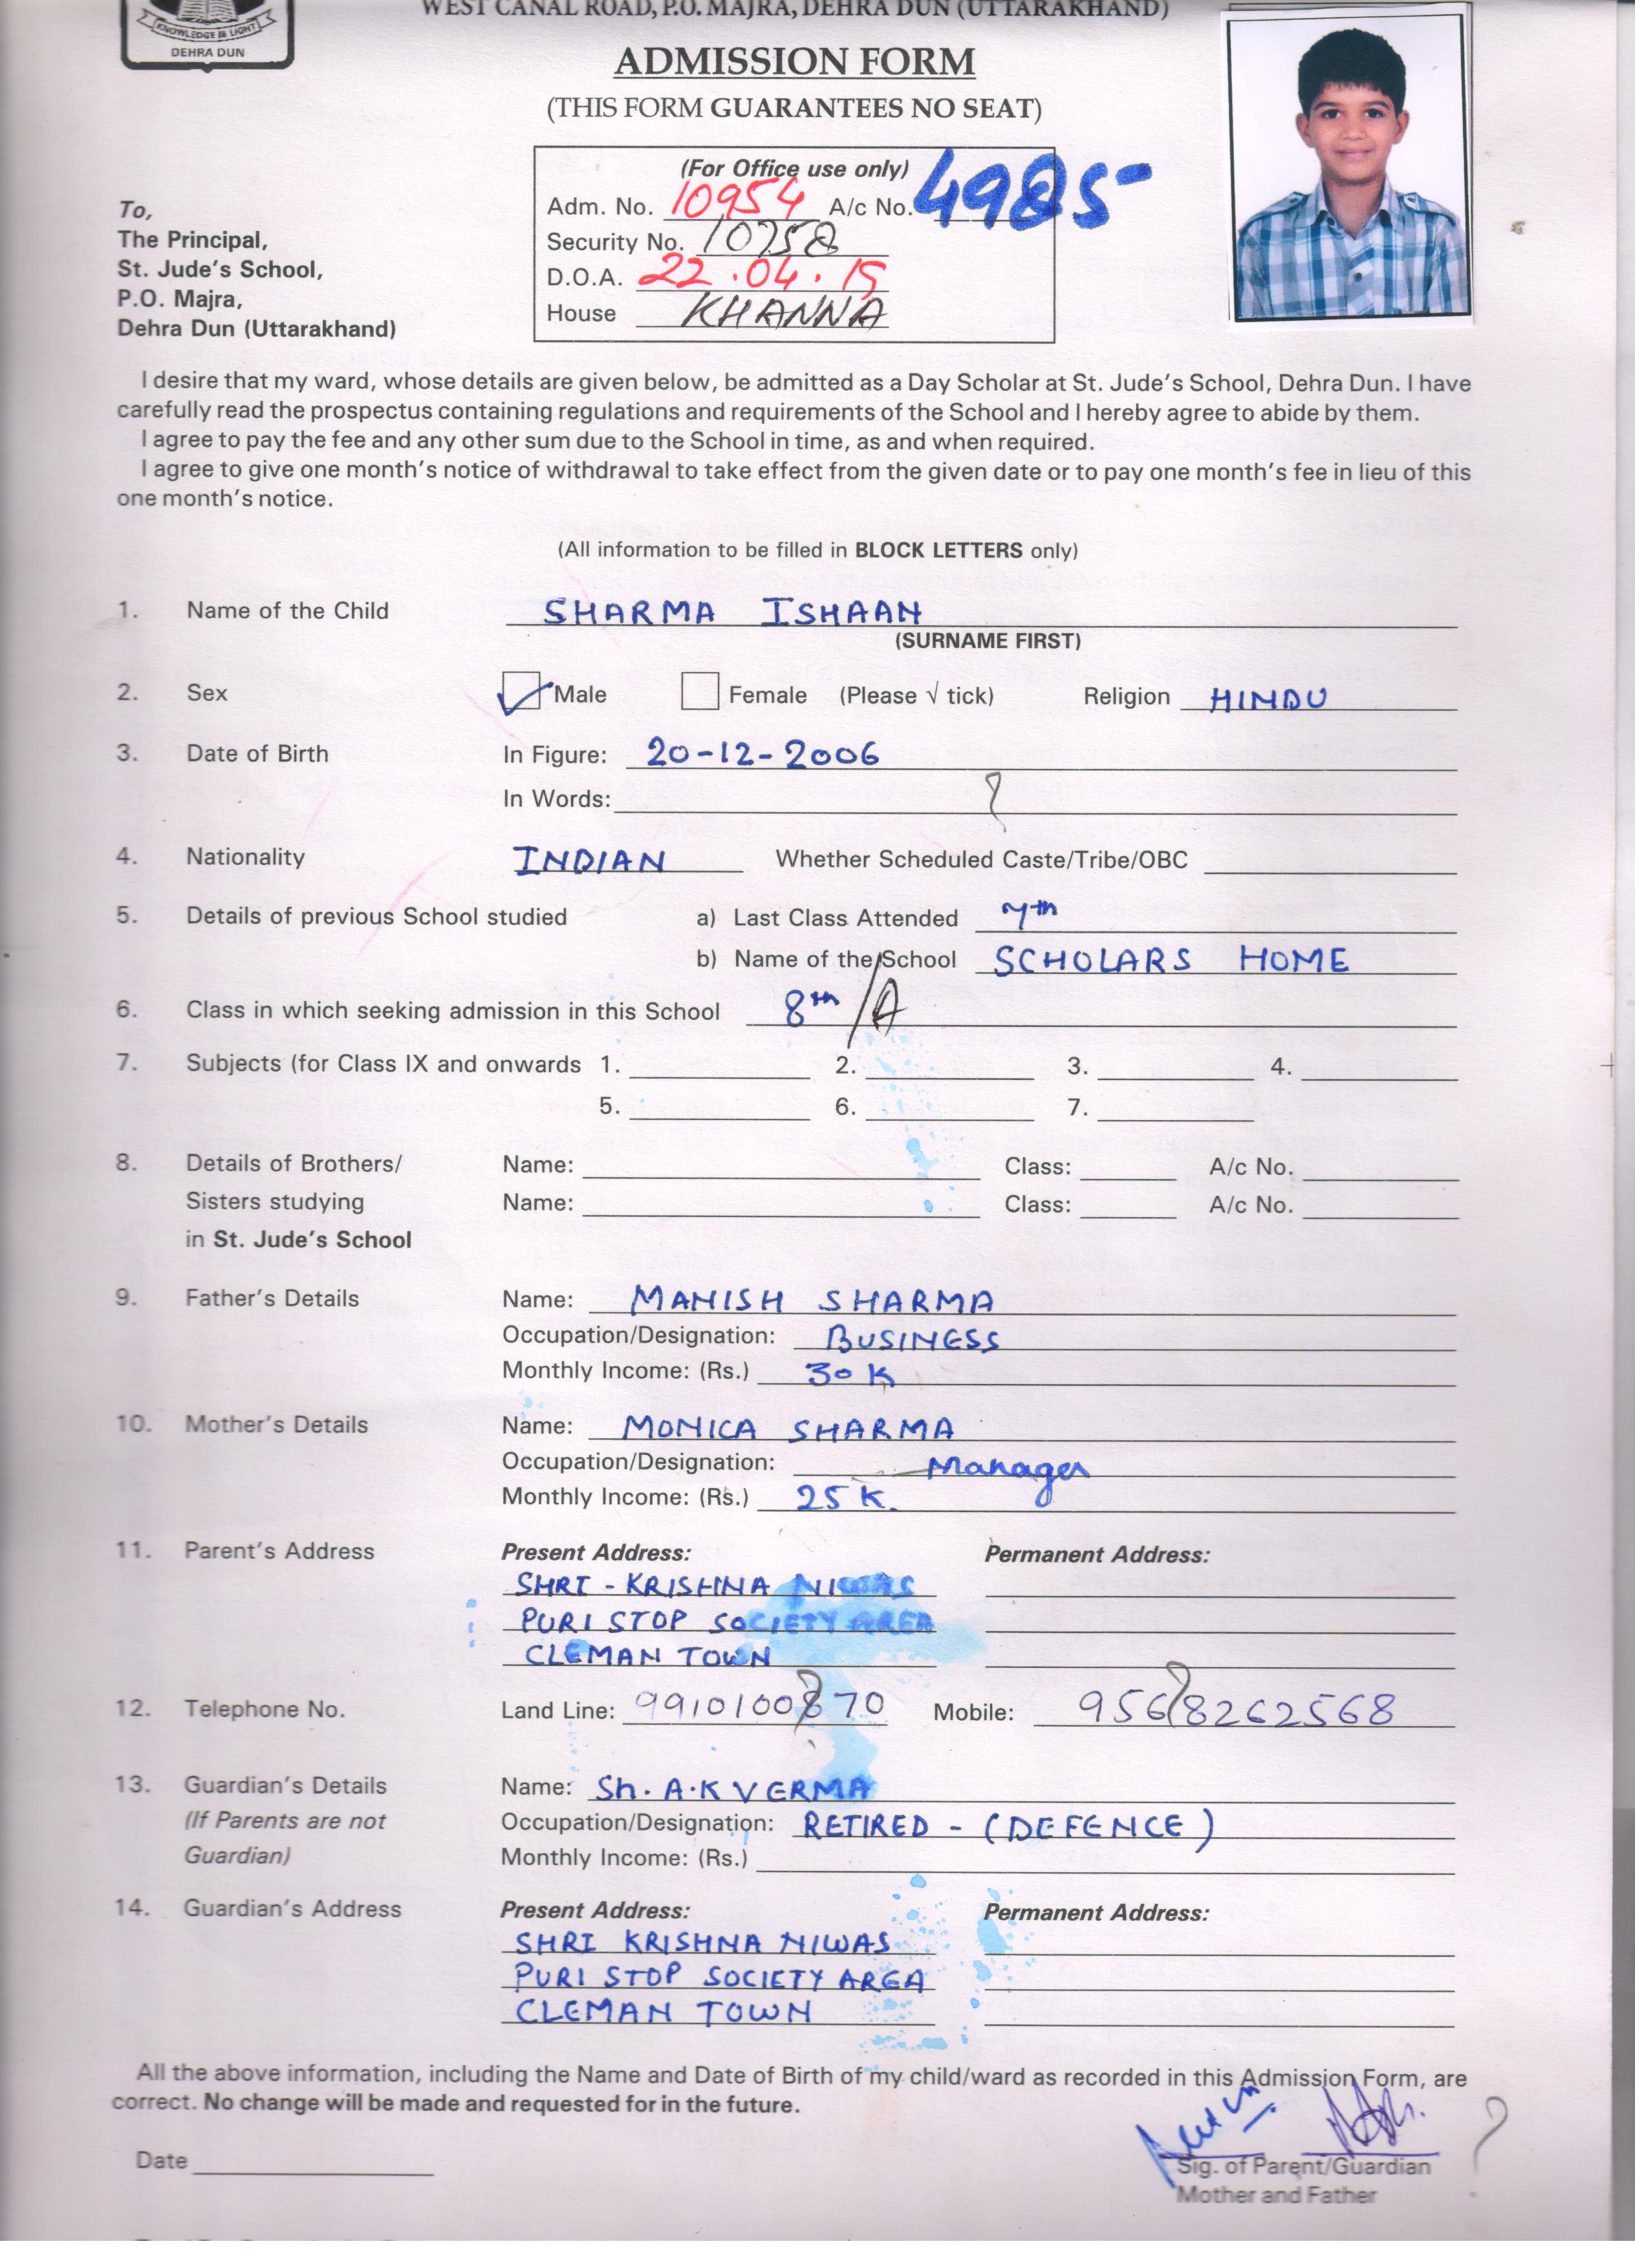 WEST CANAL ROAD, P.O. MAJRA, DEHRA DUN (UTTARAKHAND)
KNOWLEDGE IS LIGHT
DEHRA DUN
ADMISSION FORM
(THIS FORM GUARANTEES NO SEAT)
(For Office use only)
Adm. No. 10954 A/c No. 4985
Security No. 10758
D.O.A. 22.04.19
House KHANNA
To,
The Principal,
St. Jude's School,
P.O. Majra,
Dehra Dun (Uttarakhand)
I desire that my ward, whose details are given below, be admitted as a Day Scholar at St. Jude's School, Dehra Dun. I have
carefully read the prospectus containing regulations and requirements of the School and I hereby agree to abide by them.
I agree to pay the fee and any other sum due to the School in time, as and when required.
I agree to give one month's notice of withdrawal to take effect from the given date or to pay one month's fee in lieu of this
one month's notice.
(All information to be filled in BLOCK LETTERS only)
1. Name of the Child SHARMA ISHAAN
(SURNAME FIRST)
2. Sex Male Female (Please √ tick) Religion HINDU
3. Date of Birth In Figure: 20-12-2006
In Words: ?
4. Nationality INDIAN Whether Scheduled Caste/Tribe/OBC
5. Details of previous School studied a) Last Class Attended 7th
b) Name of the School SCHOLARS HOME
6. Class in which seeking admission in this School 8th/A
7. Subjects (for Class IX and onwards 1. 2. 3. 4.
5. 6. 7.
8. Details of Brothers/ Name: Class: A/c No.
Sisters studying Name: Class: A/c No.
in St. Jude's School
9. Father's Details Name: MANISH SHARMA
Occupation/Designation: BUSINESS
Monthly Income: (Rs.) 30 K
10. Mother's Details Name: MONICA SHARMA
Occupation/Designation: Manager
Monthly Income: (Rs.) 25 K.
11. Parent's Address Present Address: Permanent Address:
SHRI - KRISHNA NIWAS
PURI STOP SOCIETY AREA
CLEMAN TOWN
12. Telephone No. Land Line: 9910100870 Mobile: 9568262568
13. Guardian's Details Name: Sh. A.K VERMA
(If Parents are not Occupation/Designation: RETIRED - (DEFENCE)
Guardian) Monthly Income: (Rs.)
14. Guardian's Address Present Address: Permanent Address:
SHRI KRISHNA NIWAS
PURI STOP SOCIETY AREA
CLEMAN TOWN
All the above information, including the Name and Date of Birth of my child/ward as recorded in this Admission Form, are
correct. No change will be made and requested for in the future.
?
Date Sig. of Parent/Guardian
Mother and Father